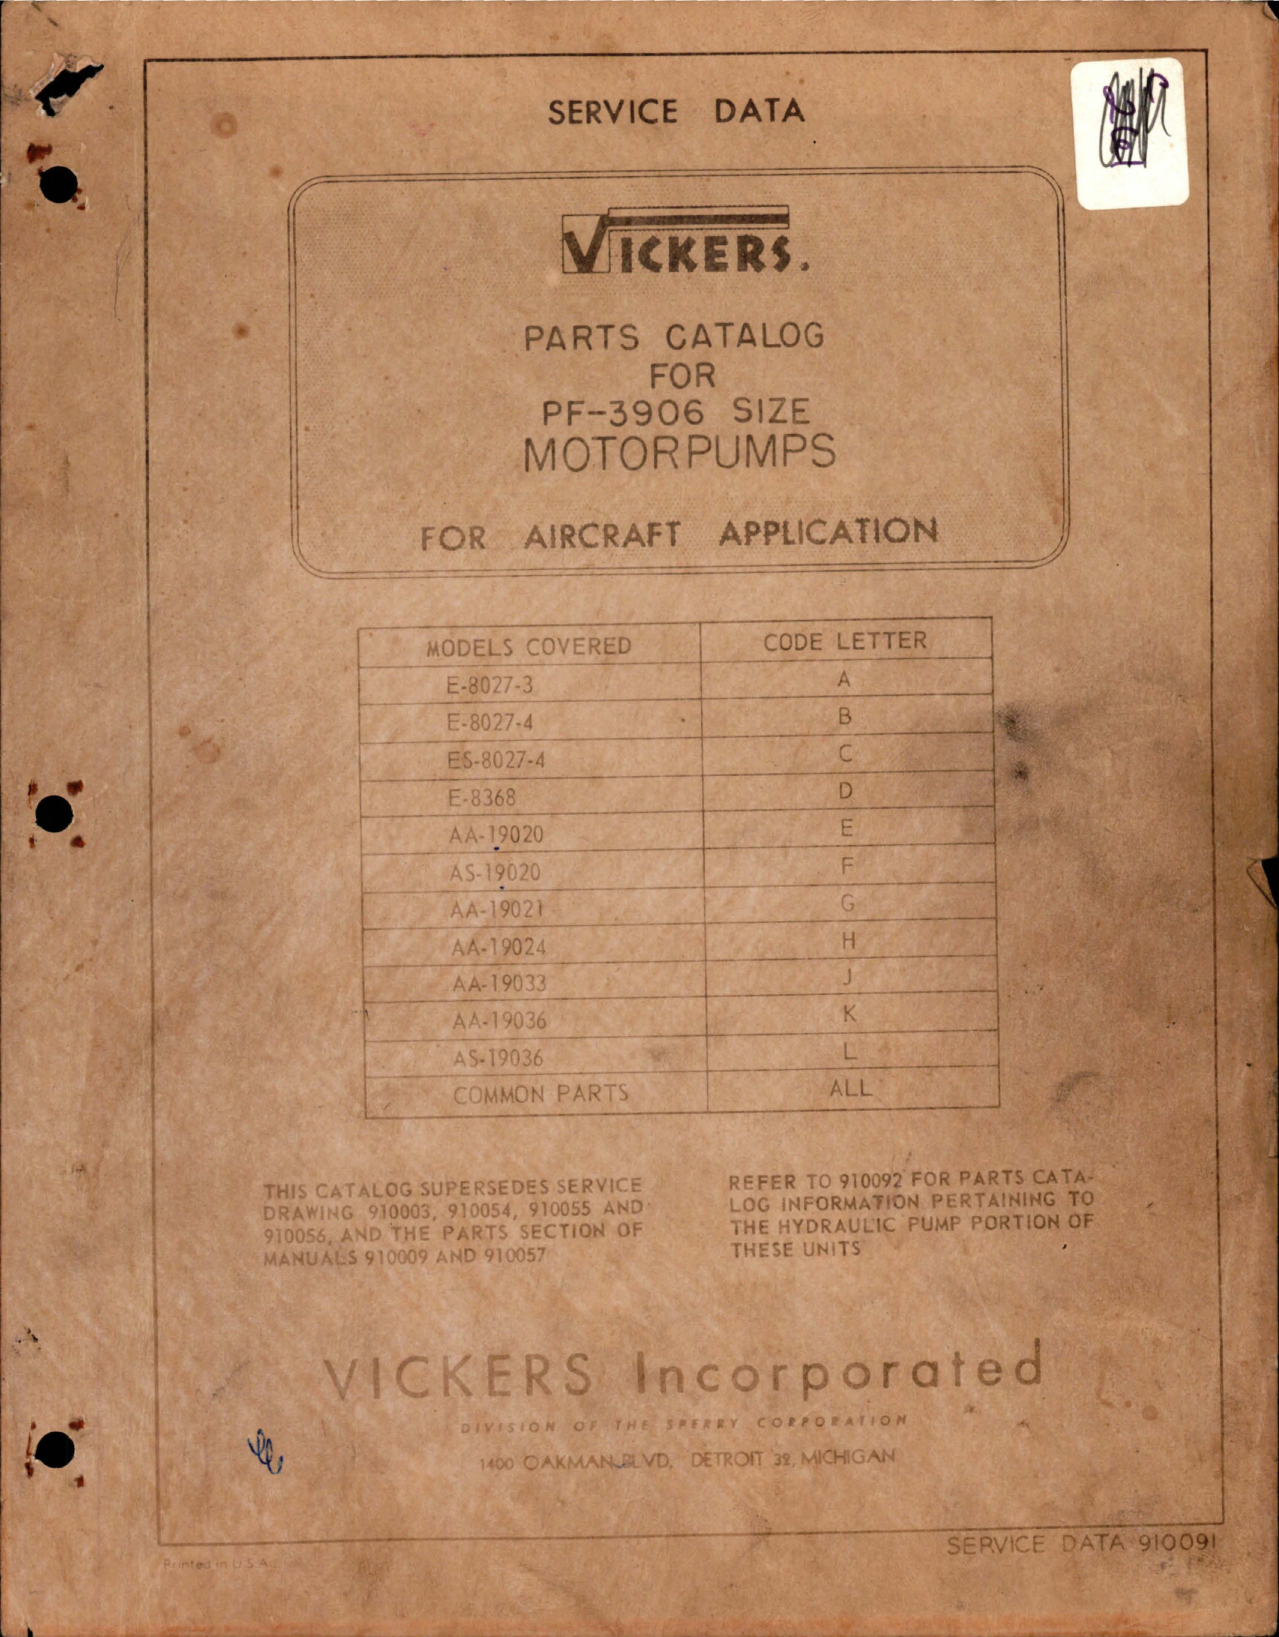 SERVICE DATA
VICKERS.
PARTS CATALOG
FOR
PF-3906 SIZE
MOTORPUMPS
FOR AIRCRAFT APPLICATION
MODELS COVERED CODE LETTER
E-8027-3 A
E-8027-4 B
ES-8027-4 C
E-8368 D
AA-19020 E
AS-19020 F
AA-19021 G
AA-19024 H
AA-19033 J
AA-19036 K
AS-19036 L
COMMON PARTS ALL
THIS CATALOG SUPERSEDES SERVICE
DRAWING 910003, 910054, 910055 AND
910056, AND THE PARTS SECTION OF
MANUALS 910009 AND 910057
REFER TO 910092 FOR PARTS CATA-
LOG INFORMATION PERTAINING TO
THE HYDRAULIC PUMP PORTION OF
THESE UNITS
VICKERS Incorporated
DIVISION OF THE SPERRY CORPORATION
1400 OAKMAN BLVD, DETROIT 32, MICHIGAN
SERVICE DATA 910091
Printed in U.S.A.